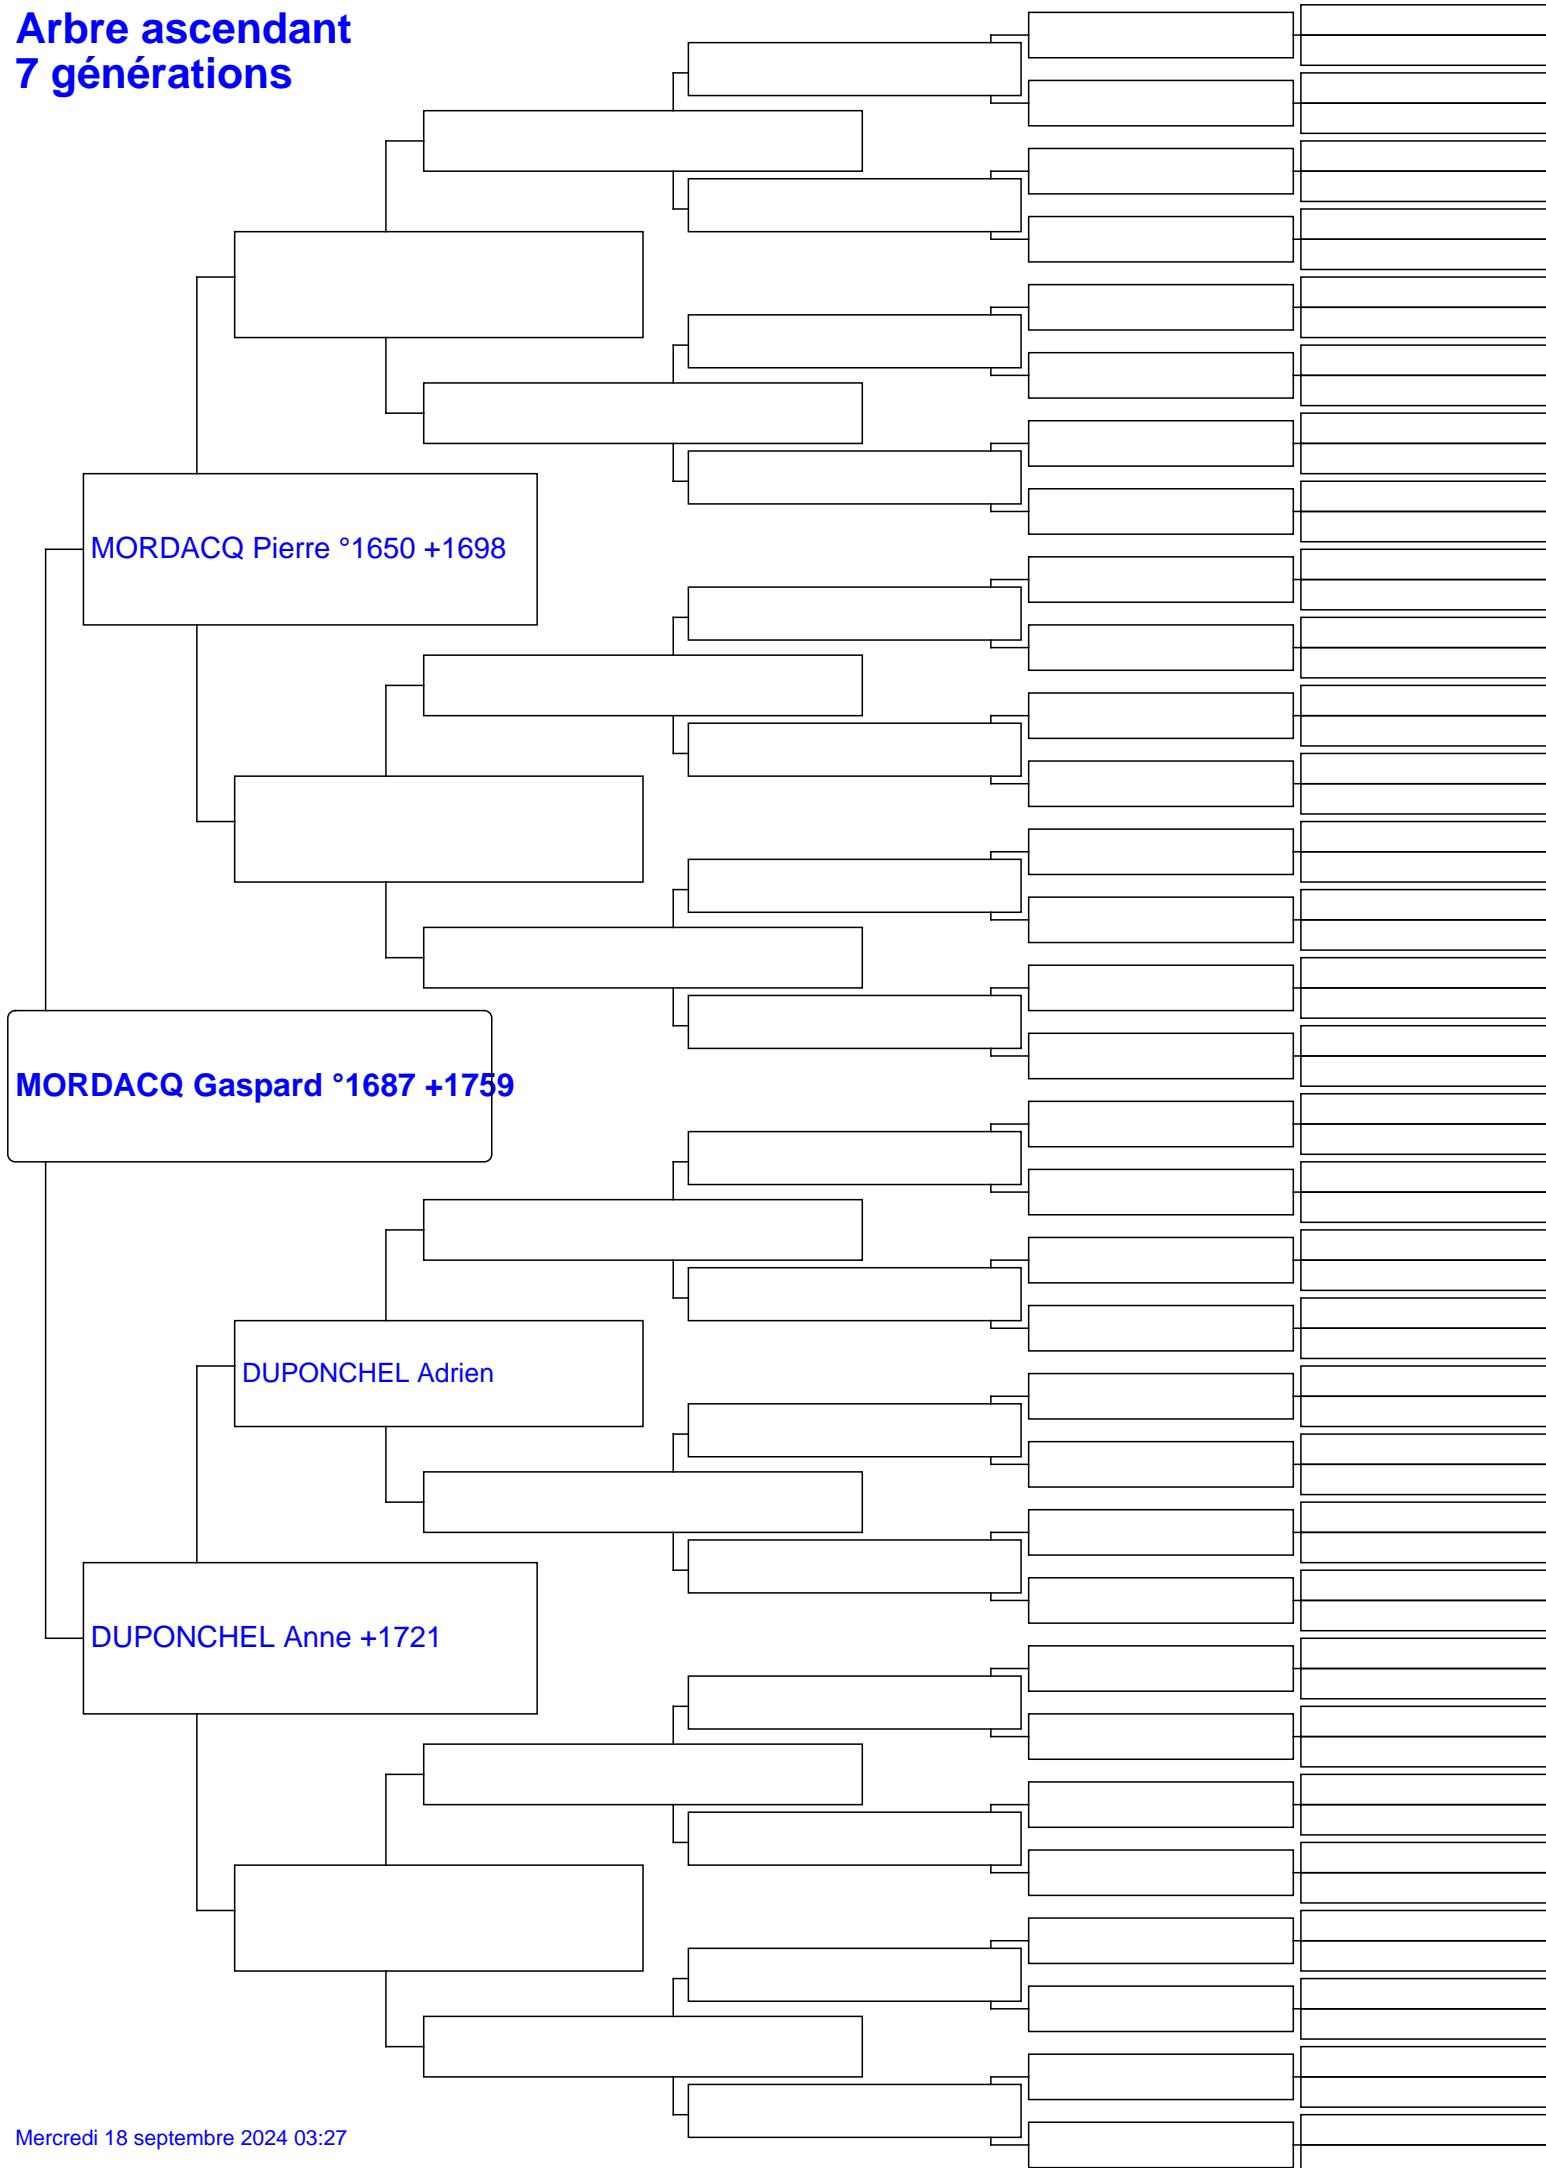 Arbre ascendant
7 générations
MORDACQ Pierre °1650 +1698
MORDACQ Gaspard °1687 +1759
DUPONCHEL Adrien
DUPONCHEL Anne +1721
Mercredi 18 septembre 2024 03:27